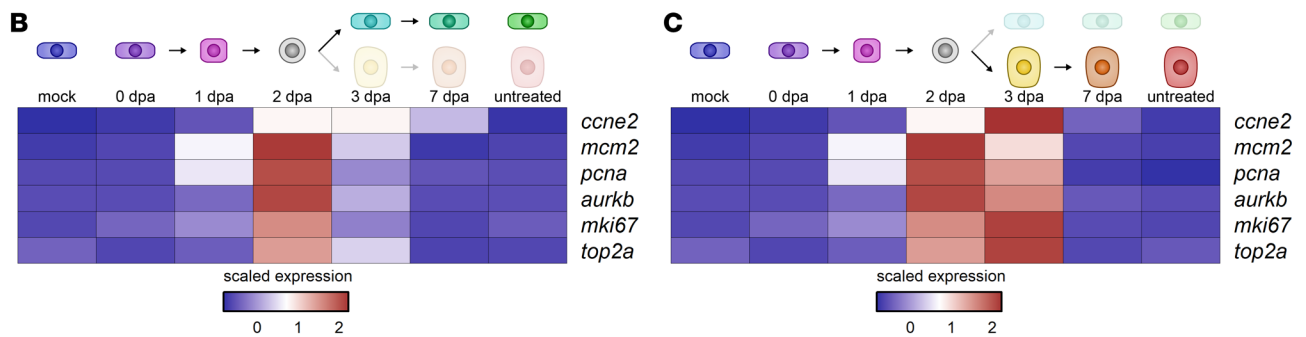 B
mock 0 dpa 1 dpa 2 dpa 3 dpa 7 dpa untreated
ccne2
mcm2
pcna
aurkb
mki67
top2a
scaled expression
0 1 2
C
mock 0 dpa 1 dpa 2 dpa 3 dpa 7 dpa untreated
ccne2
mcm2
pcna
aurkb
mki67
top2a
scaled expression
0 1 2